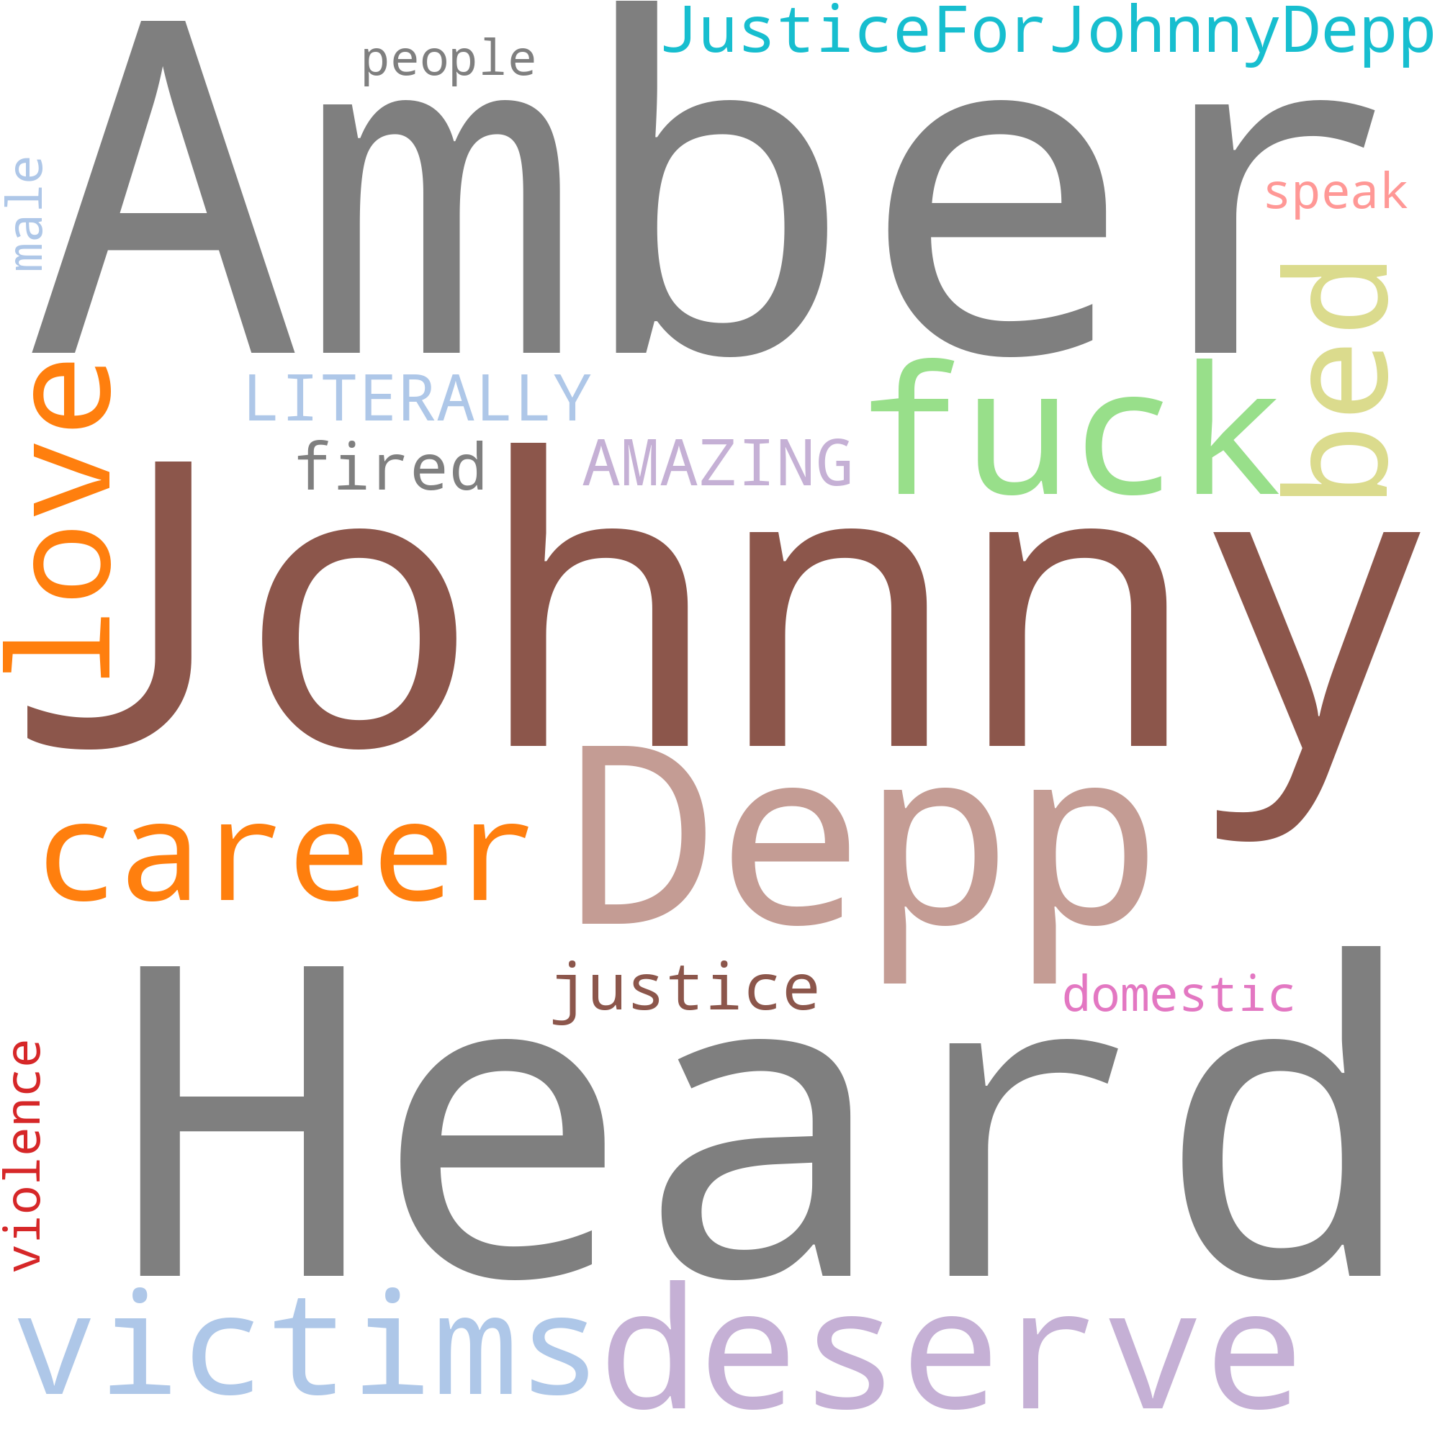 JusticeForJohnnyDepp
people
Amber
male
speak
bed
love
LITERALLY
fuck
fired
AMAZING
Johnny
Depp
career
justice
domestic
Heard
violence
victims
deserve